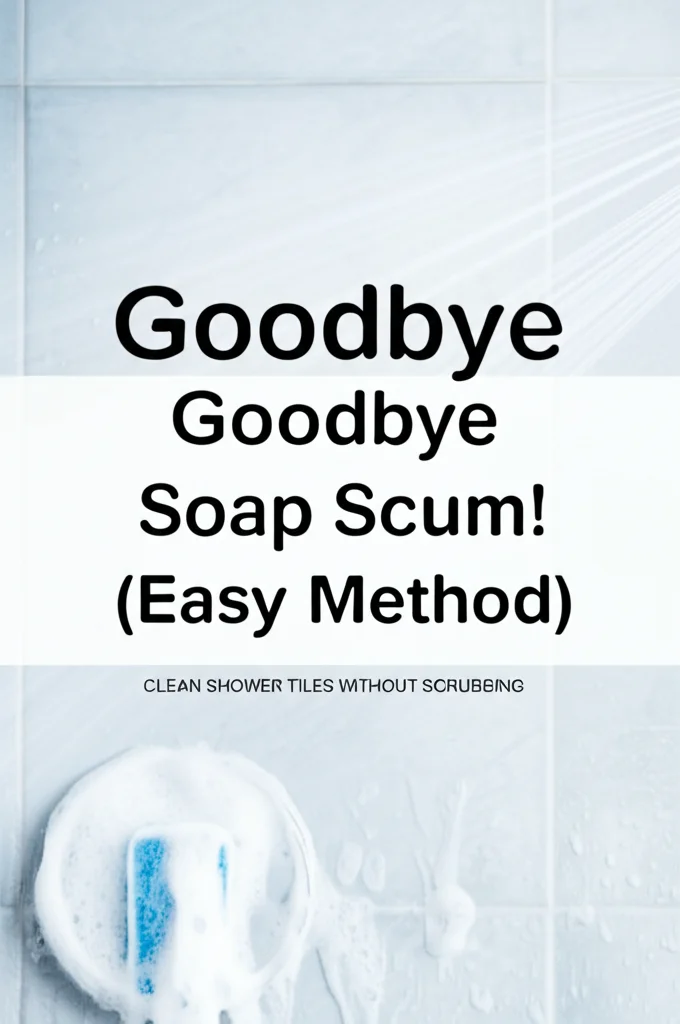 Goodbye
Goodbye
Soap Scum!
(Easy Method)
CLEAN SHOWER TILES WITHOUT SCRUBBING